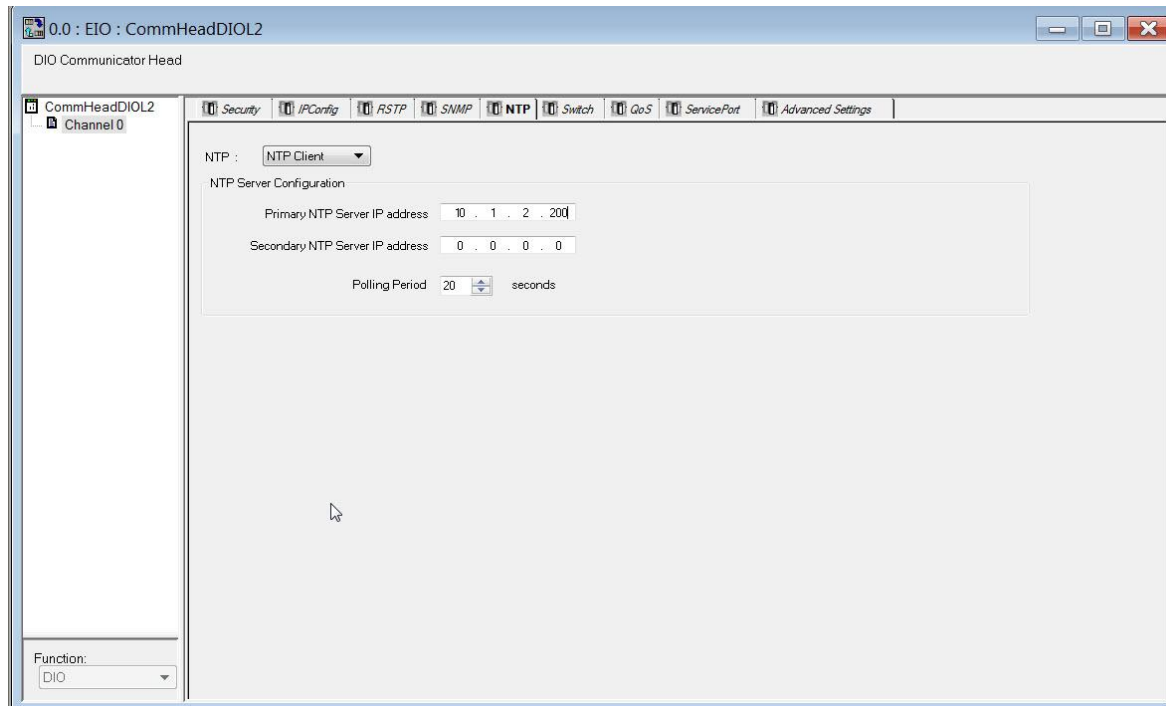 0.0 : EIO : CommHeadDIOL2
DIO Communicator Head
CommHeadDIOL2
Channel 0
Security IPConfig RSTP SNMP NTP Switch QoS ServicePort Advanced Settings
NTP : NTP Client
NTP Server Configuration
Primary NTP Server IP address 10 . 1 . 2 . 200
Secondary NTP Server IP address 0 . 0 . 0 . 0
Polling Period 20 seconds
Function:
DIO